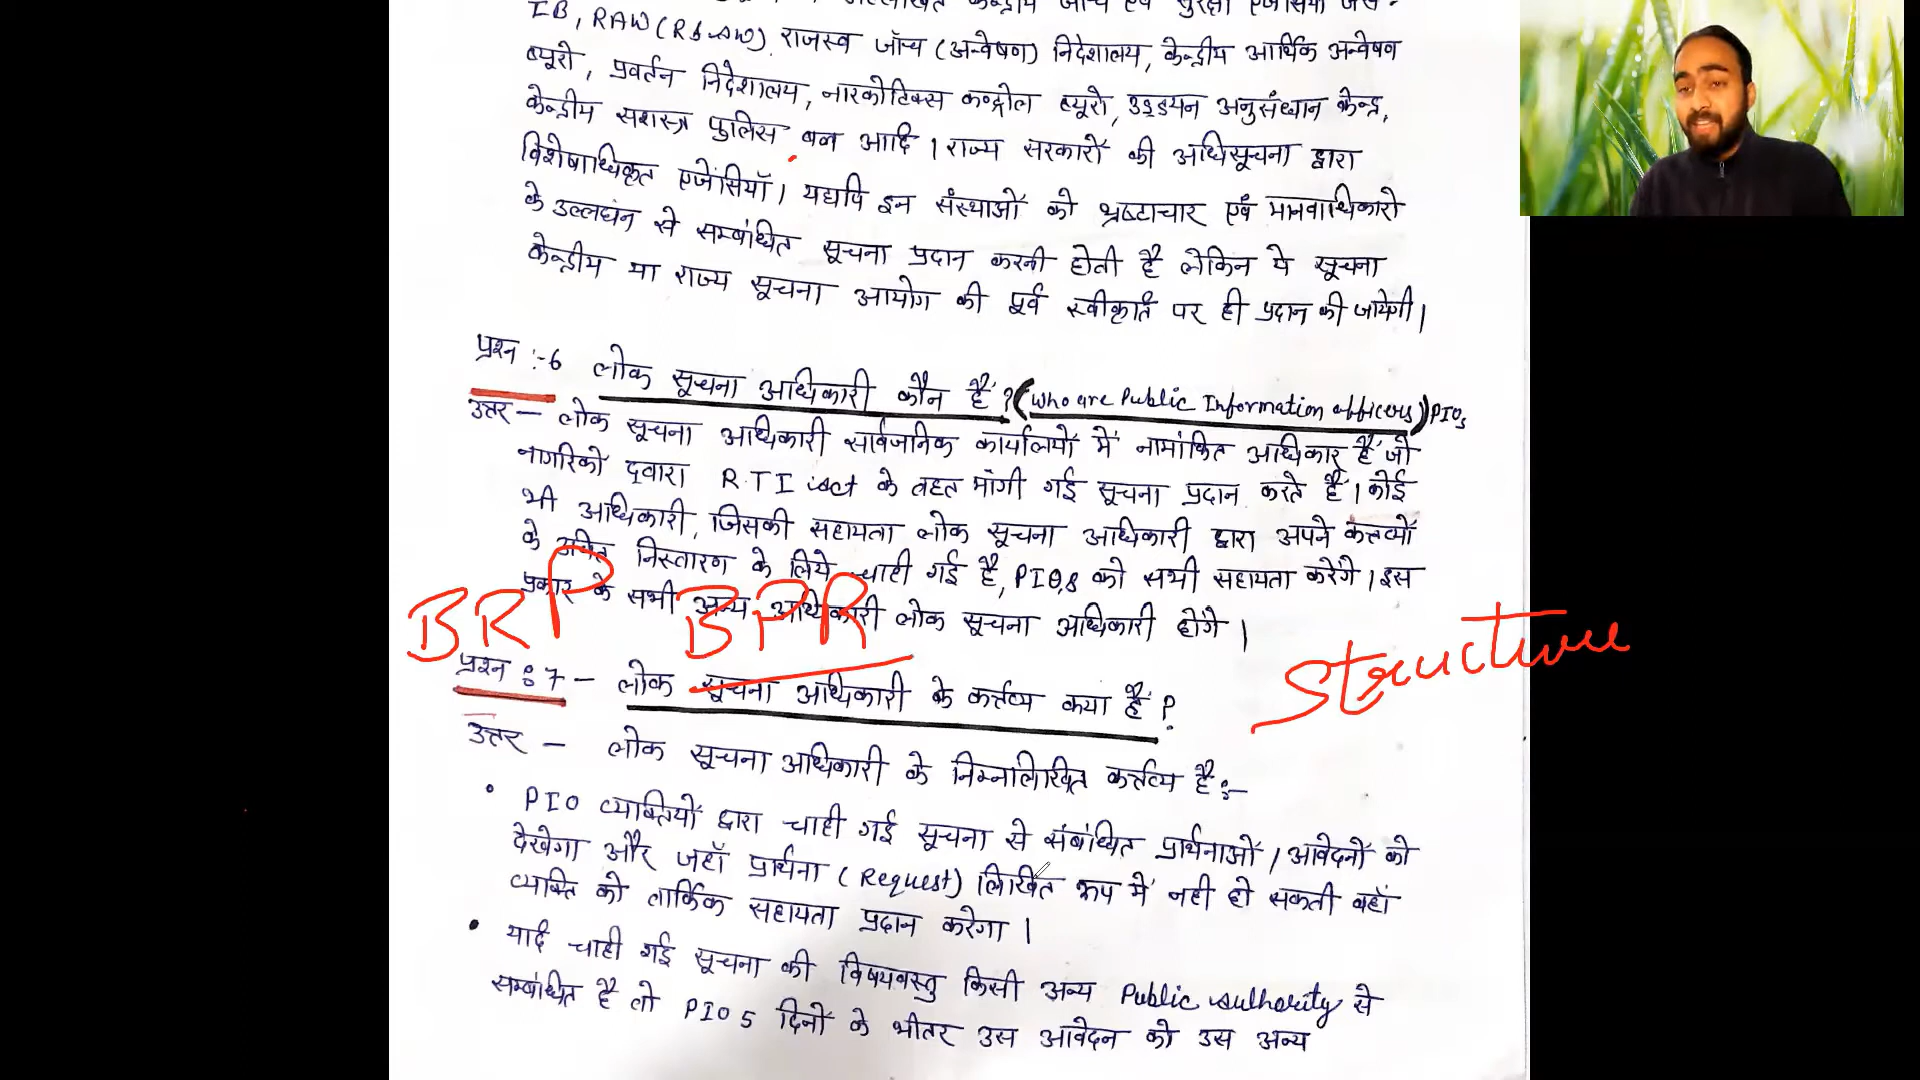 उल्लेखित केन्द्रीय जाँच एवं सुरक्षा
IB, RAW (R&AW) राजस्व जाँच (अन्वेषण) निदेशालय, केन्द्रीय आर्थिक अन्वेषण
ब्यूरो, प्रवर्तन निदेशालय, नारकोटिक्स कण्ट्रोल ब्यूरो, उड्डयन अनुसंधान केन्द्र,
केन्द्रीय सशस्त्र पुलिस बल आदि । राज्य सरकारों की अधिसूचना द्वारा
विशेषाधिकृत एजेंसियाँ । यद्यपि इन संस्थाओं को भ्रष्टाचार एवं मानवाधिकारो
के उल्लघंन से सम्बंधित सूचना प्रदान करनी होती है लेकिन ये सूचना
केन्द्रीय या राज्य सूचना आयोग की पूर्व स्वीकृति पर ही प्रदान की जायेगी ।
प्रश्न :-6 लोक सूचना अधिकारी कौन हैं ? (who are Public Information officers) PIOs
उत्तर — लोक सूचना अधिकारी सार्वजनिक कार्यालयों में नामांकित अधिकार हैं जो
नागरिकों द्वारा R.T.I act के तहत माँगी गई सूचना प्रदान करते हैं । कोई
भी अधिकारी, जिसकी सहायता लोक सूचना अधिकारी द्वारा अपने कर्त्तव्यों
के उचित निस्तारण के लिये चाही गई है, PIO,s को सभी सहायता करेंगे । इस
प्रकार के सभी अन्य अधिकारी लोक सूचना अधिकारी होंगे ।
BRP BPR Structure
प्रश्न : 7 - लोक सूचना अधिकारी के कर्त्तव्य क्या हैं ?
उत्तर — लोक सूचना अधिकारी के निम्नलिखित कर्त्तव्य हैं :-
• PIO व्यक्तियों द्वारा चाही गई सूचना से संबंधित प्रार्थनाओं / आवेदनों को
देखेगा और जहाँ प्रार्थना (Request) लिखित रूप में नही हो सकती वहाँ
व्यक्ति को तार्किक सहायता प्रदान करेगा ।
• यदि चाही गई सूचना की विषयवस्तु किसी अन्य Public authority से
सम्बंधित है तो PIO 5 दिनों के भीतर उस आवेदन को उस अन्य